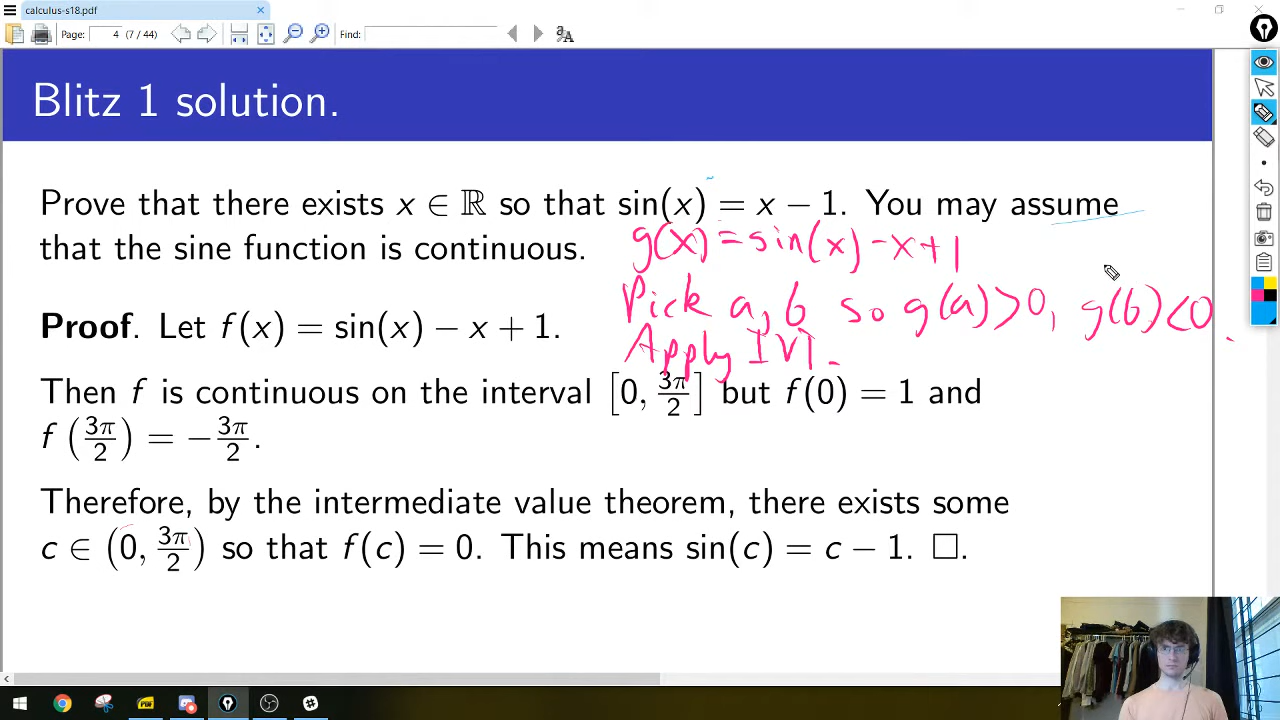 calculus-s18.pdf
Page: 4 (7 / 44) Find:
Blitz 1 solution.
Prove that there exists x ∈ ℝ so that sin(x) = x − 1. You may assume
that the sine function is continuous.
g(x) = sin(x) - x + 1
Pick a, b so g(a) > 0, g(b) < 0.
Proof. Let f(x) = sin(x) − x + 1.
Apply IVT.
Then f is continuous on the interval [0, 3π/2] but f(0) = 1 and
f(3π/2) = −3π/2.
Therefore, by the intermediate value theorem, there exists some
c ∈ (0, 3π/2) so that f(c) = 0. This means sin(c) = c − 1. □.